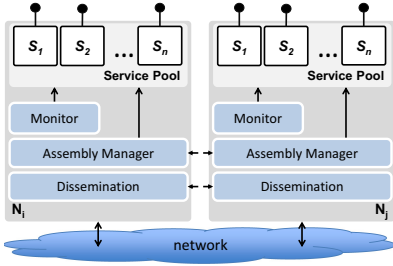 S1 S2 ... Sn S1 S2 ... Sn
Service Pool Service Pool
Monitor Monitor
Assembly Manager Assembly Manager
Dissemination Dissemination
Ni Nj
network